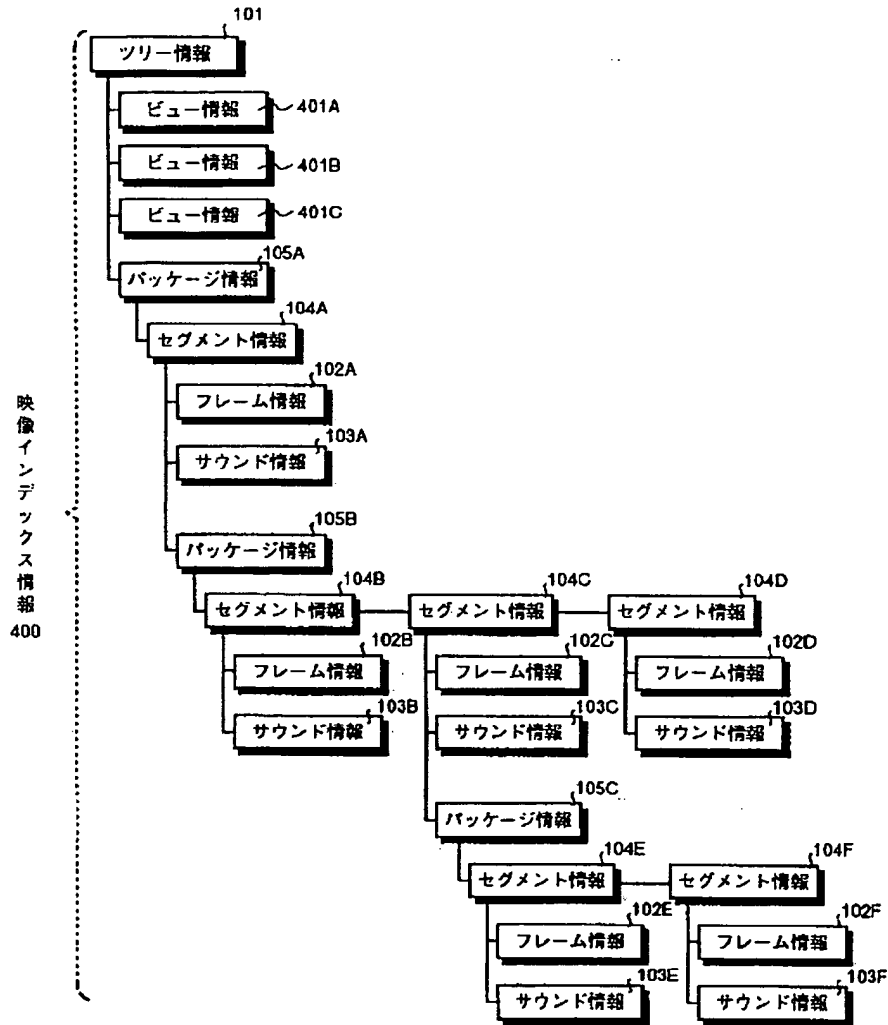 101
ツリー情報
ビュー情報 401A
ビュー情報 401B
ビュー情報 401C
105A
パッケージ情報
104A
セグメント情報
102A
フレーム情報
103A
サウンド情報
105B
パッケージ情報
104B 104C 104D
セグメント情報 セグメント情報 セグメント情報
102B 102C 102D
フレーム情報 フレーム情報 フレーム情報
103B 103C 103D
サウンド情報 サウンド情報 サウンド情報
105C
パッケージ情報
104E 104F
セグメント情報 セグメント情報
102E 102F
フレーム情報 フレーム情報
103E 103F
サウンド情報 サウンド情報
映像インデックス情報
400